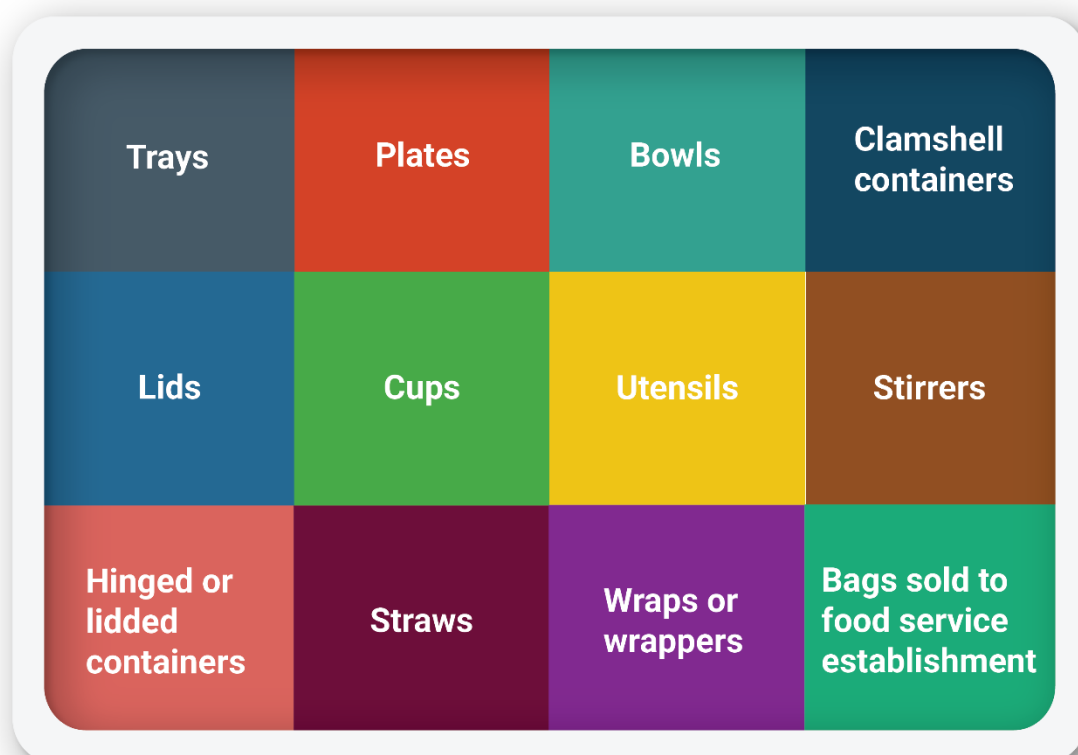 Trays
Plates
Bowls
Clamshell
containers
Lids
Cups
Utensils
Stirrers
Hinged or
lidded
containers
Straws
Wraps or
wrappers
Bags sold to
food service
establishment